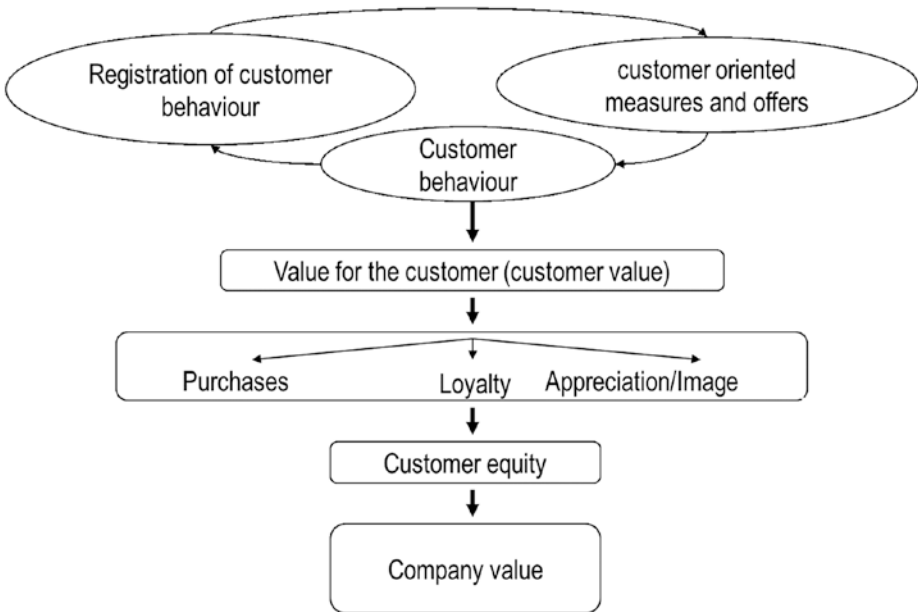 Registration of customer
behaviour
customer oriented
measures and offers
Customer
behaviour
Value for the customer (customer value)
Purchases
Loyalty
Appreciation/Image
Customer equity
Company value